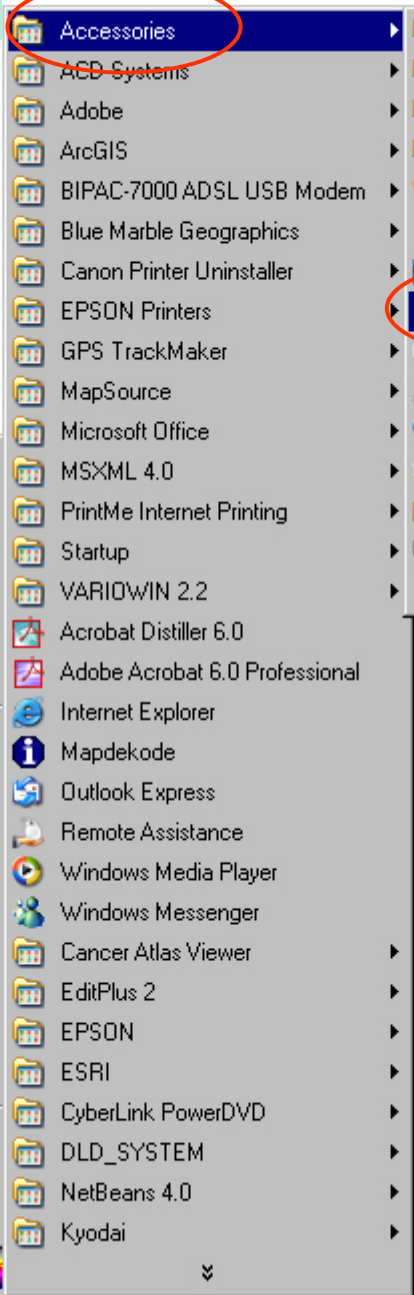 Accessories
ACD Systems
Adobe
ArcGIS
BIPAC-7000 ADSL USB Modem
Blue Marble Geographics
Canon Printer Uninstaller
EPSON Printers
GPS TrackMaker
MapSource
Microsoft Office
MSXML 4.0
PrintMe Internet Printing
Startup
VARIOWIN 2.2
Acrobat Distiller 6.0
Adobe Acrobat 6.0 Professional
Internet Explorer
Mapdekode
Outlook Express
Remote Assistance
Windows Media Player
Windows Messenger
Cancer Atlas Viewer
EditPlus 2
EPSON
ESRI
CyberLink PowerDVD
DLD_SYSTEM
NetBeans 4.0
Kyodai